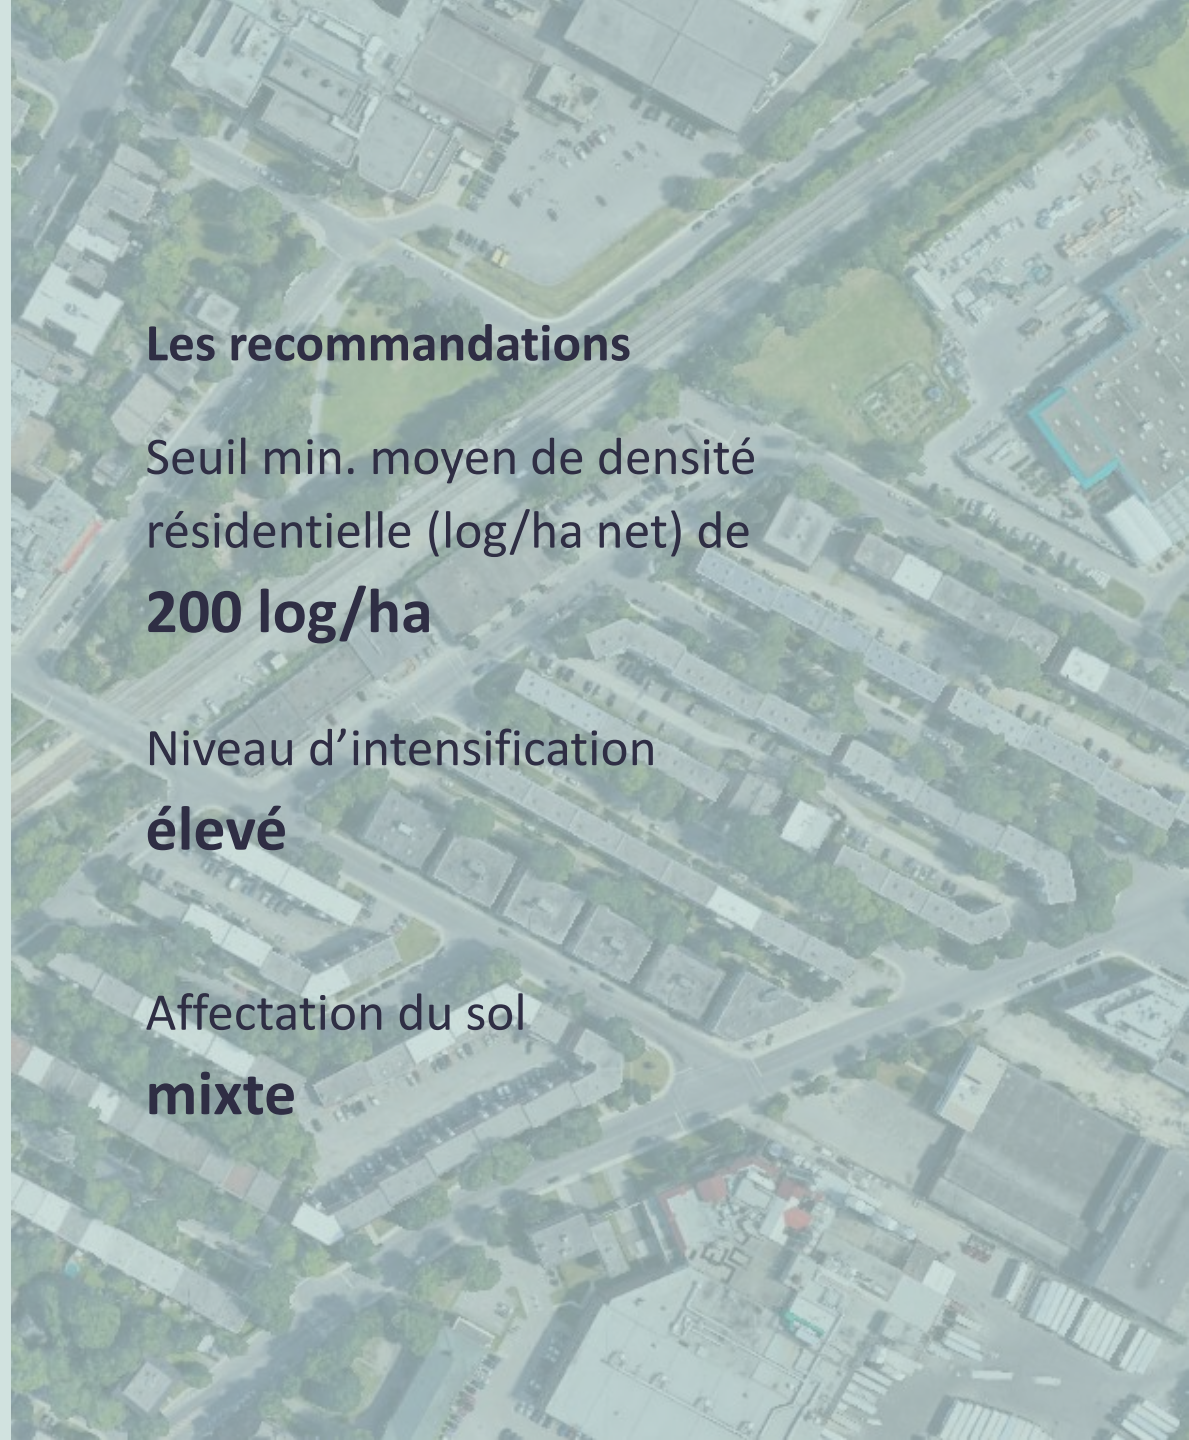 Les recommandations
Seuil min. moyen de densité
résidentielle (log/ha net) de
200 log/ha
Niveau d’intensification
élevé
Affectation du sol
mixte